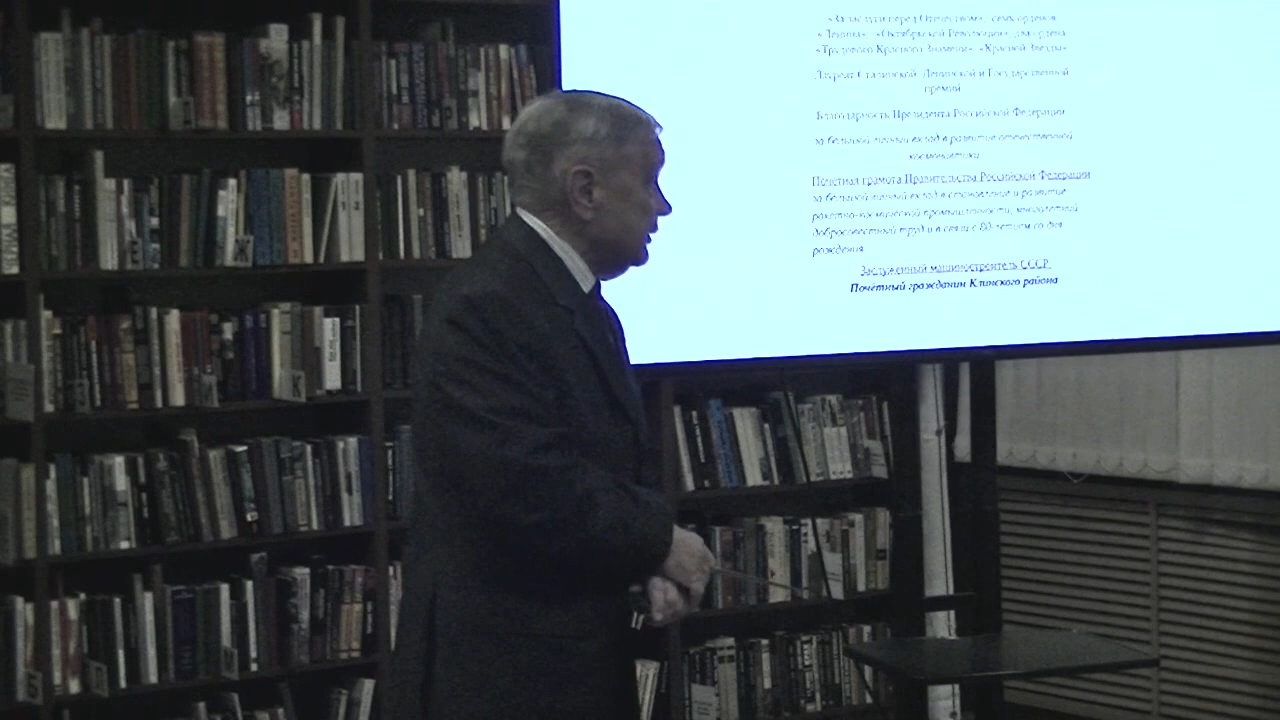 «За заслуги перед Отечеством», семь орденов
«Ленина», «Октябрьской Революции», два ордена
«Трудового Красного Знамени», «Красной Звезды»
Лауреат Сталинской, Ленинской и Государственной
премий
Благодарность Президента Российской Федерации
за большой личный вклад в развитие отечественной
космонавтики
Почётная грамота Правительства Российской Федерации
за большой личный вклад в становление и развитие
ракетно-космической промышленности, многолетний
добросовестный труд и в связи с 80-летием со дня
рождения
Заслуженный машиностроитель СССР
Почётный гражданин Клинского района